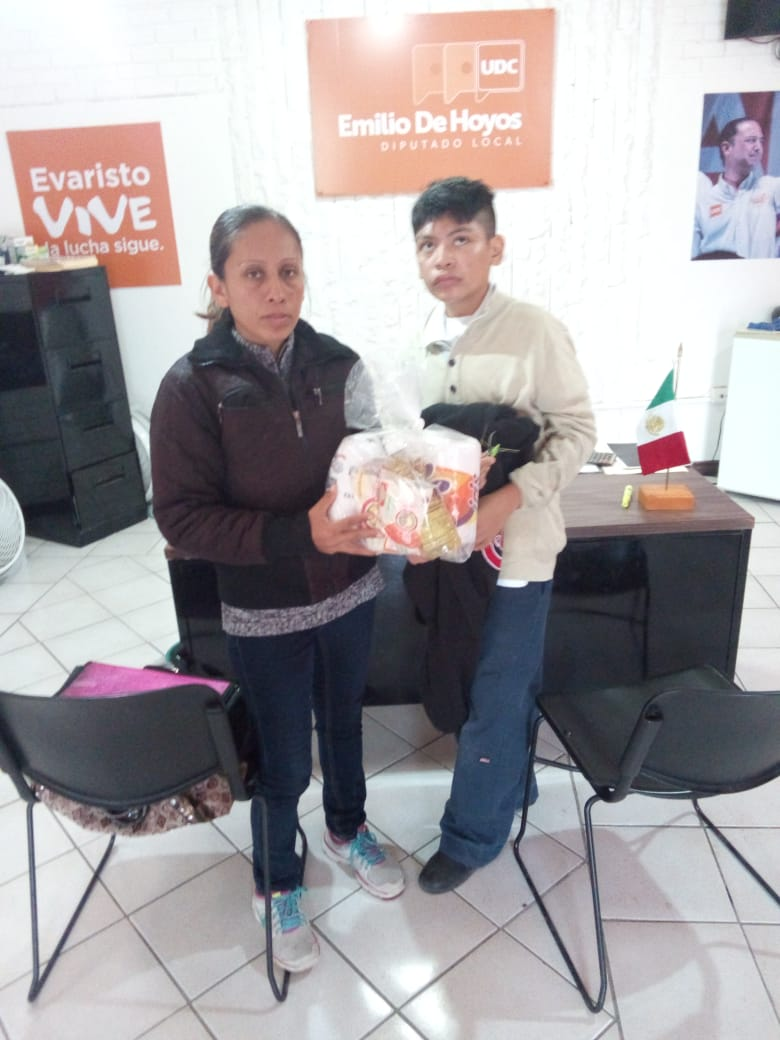 UDC
Emilio De Hoyos
DIPUTADO LOCAL
Evaristo
VIVE
la lucha sigue.